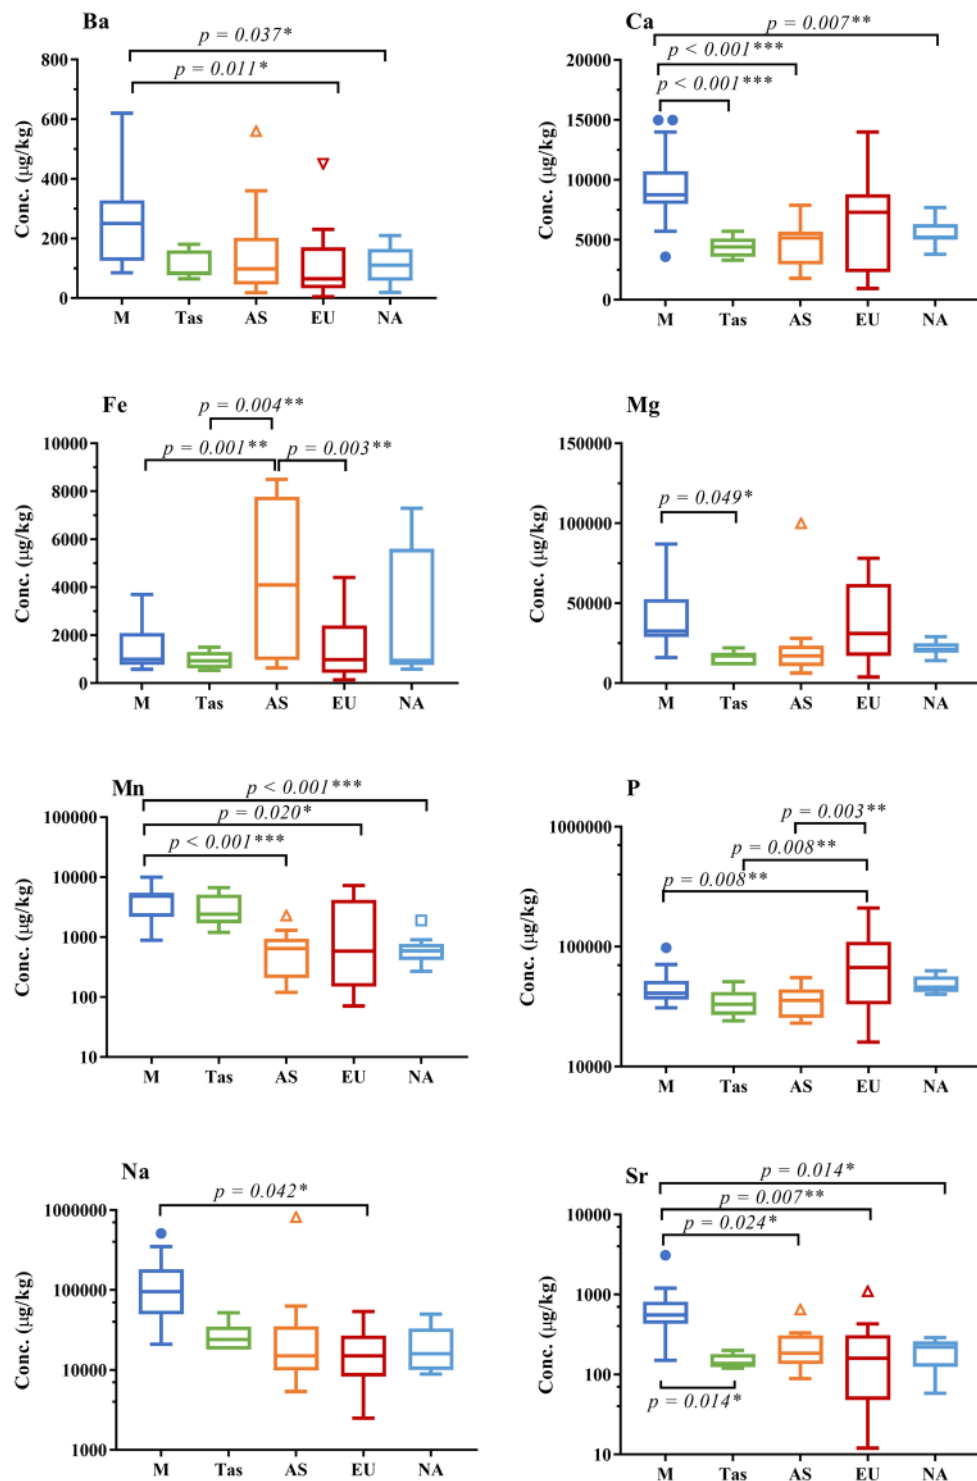 Ba
p = 0.037*
p = 0.011*
Conc. (µg/kg)
800
600
400
200
0
M Tas AS EU NA
Ca
p = 0.007**
p < 0.001***
p < 0.001***
Conc. (µg/kg)
20000
15000
10000
5000
0
M Tas AS EU NA
Fe
p = 0.004**
p = 0.001**
p = 0.003**
Conc. (µg/kg)
10000
8000
6000
4000
2000
0
M Tas AS EU NA
Mg
p = 0.049*
Conc. (µg/kg)
150000
100000
50000
0
M Tas AS EU NA
Mn
p < 0.001***
p = 0.020*
p < 0.001***
Conc. (µg/kg)
100000
10000
1000
100
10
M Tas AS EU NA
P
p = 0.003**
p = 0.008**
p = 0.008**
Conc. (µg/kg)
1000000
100000
10000
M Tas AS EU NA
Na
p = 0.042*
Conc. (µg/kg)
1000000
100000
10000
1000
M Tas AS EU NA
Sr
p = 0.014*
p = 0.007**
p = 0.024*
p = 0.014*
Conc. (µg/kg)
10000
1000
100
10
M Tas AS EU NA